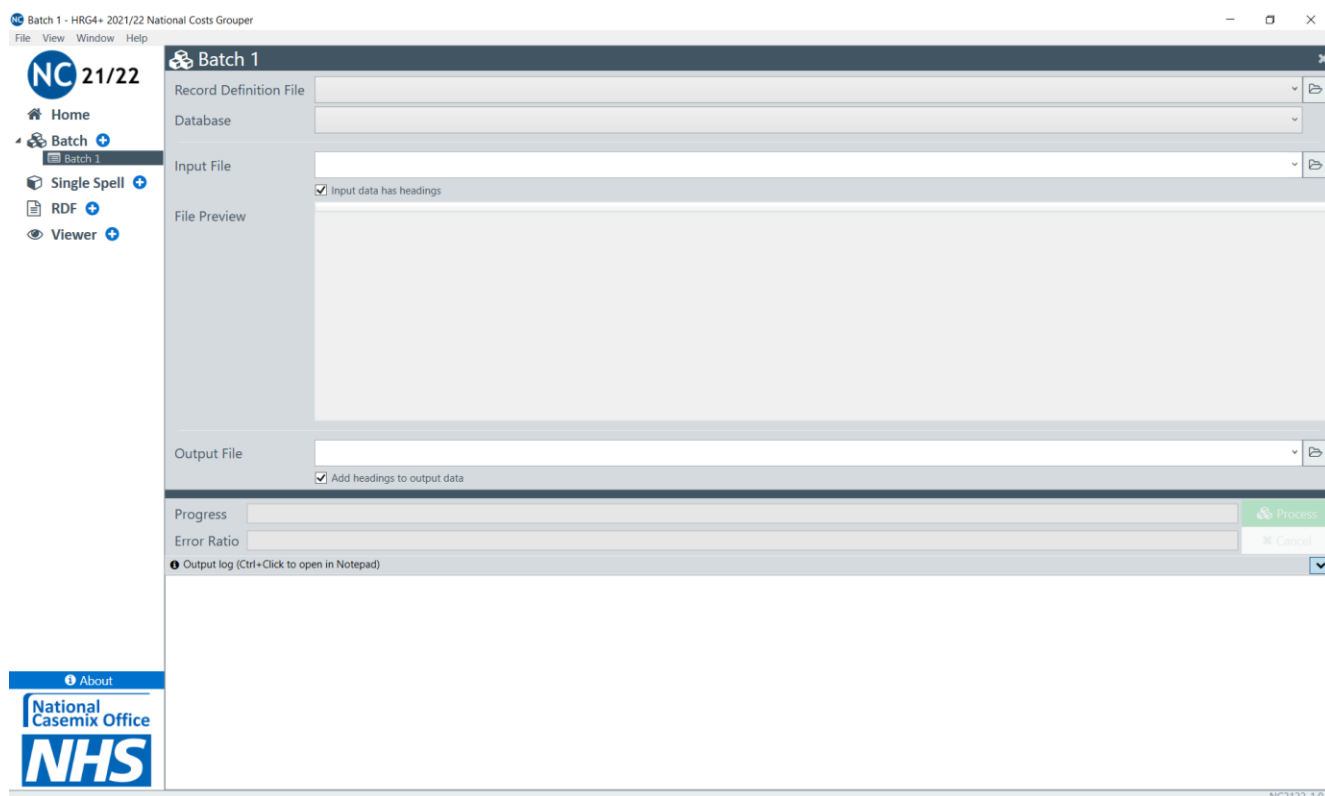 Batch 1 - HRG4+ 2021/22 National Costs Grouper
File View Window Help
NC 21/22
Home
Batch
Batch 1
Single Spell
RDF
Viewer
Batch 1
Record Definition File
Database
Input File
Input data has headings
File Preview
Output File
Add headings to output data
Progress
Process
Error Ratio
Cancel
Output log (Ctrl+Click to open in Notepad)
About
National
Casemix Office
NHS